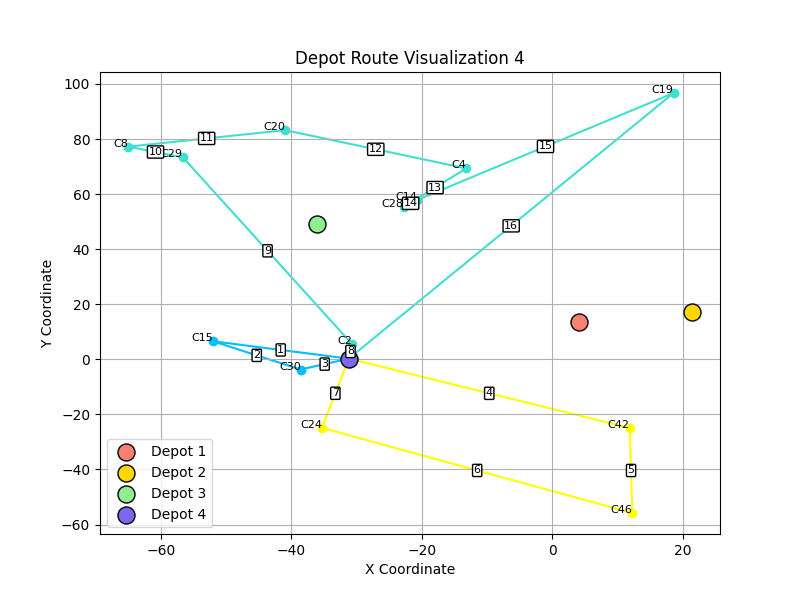 Depot Route Visualization 4
Y Coordinate
100
80
60
40
20
0
−20
−40
−60
C19
C20
C8
C29
C4
C14
C28
C2
C15
C30
C24
C42
C46
11
10
12
15
13
14
16
9
8
1
2
3
7
4
5
6
Depot 1
Depot 2
Depot 3
Depot 4
−60
−40
−20
0
20
X Coordinate